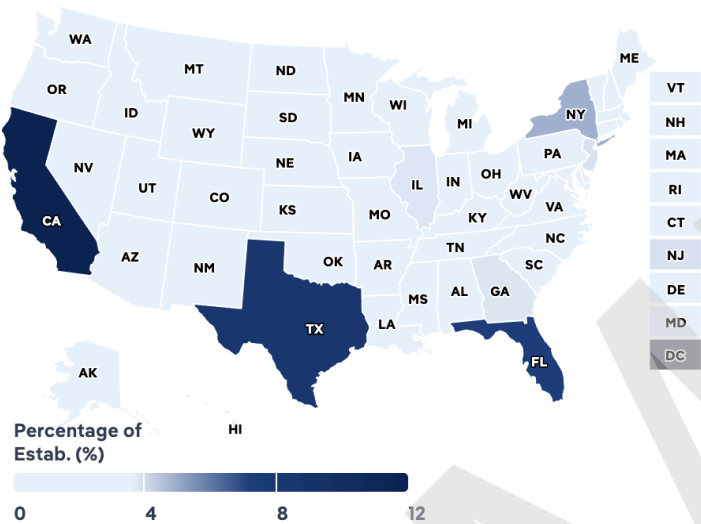 WA
ME
MT
ND
OR
MN
VT
ID
SD
WI
NY
NH
MI
WY
IA
PA
MA
NE
NV
OH
IL
IN
RI
UT
CO
WV
KS
MO
KY
VA
CA
CT
NC
TN
AZ
NJ
OK
AR
SC
NM
DE
AL
GA
MS
MD
TX
LA
DC
FL
AK
HI
Percentage of
Estab. (%)
0 4 8 12